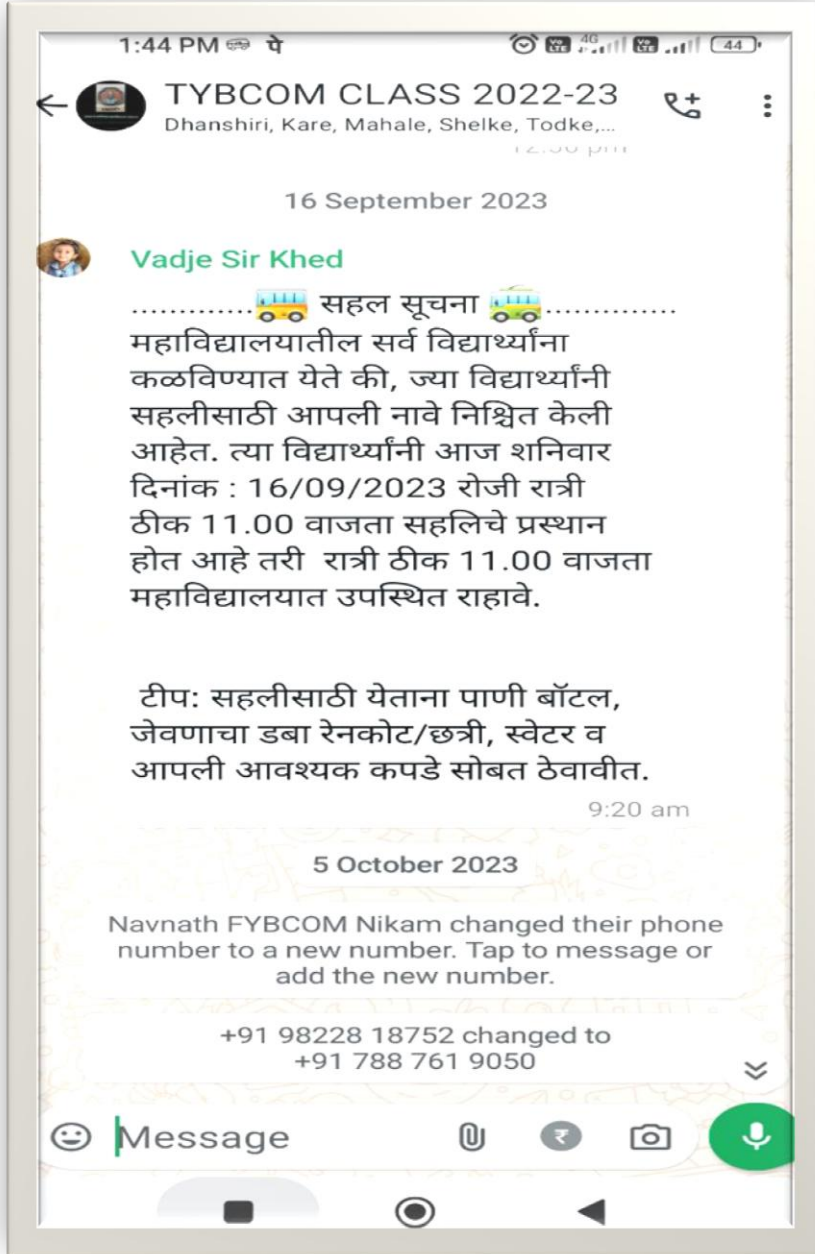 1:44 PM पे 4G 44
TYBCOM CLASS 2022-23
Dhanshiri, Kare, Mahale, Shelke, Todke,...
16 September 2023
Vadje Sir Khed
.............🚌 सहल सूचना 🚎..............
महाविद्यालयातील सर्व विद्यार्थ्यांना
कळविण्यात येते की, ज्या विद्यार्थ्यांनी
सहलीसाठी आपली नावे निश्चित केली
आहेत. त्या विद्यार्थ्यांनी आज शनिवार
दिनांक : 16/09/2023 रोजी रात्री
ठीक 11.00 वाजता सहलिचे प्रस्थान
होत आहे तरी रात्री ठीक 11.00 वाजता
महाविद्यालयात उपस्थित राहावे.
टीप: सहलीसाठी येताना पाणी बॉटल,
जेवणाचा डबा रेनकोट/छत्री, स्वेटर व
आपली आवश्यक कपडे सोबत ठेवावीत.
9:20 am
5 October 2023
Navnath FYBCOM Nikam changed their phone
number to a new number. Tap to message or
add the new number.
+91 98228 18752 changed to
+91 788 761 9050
Message
₹